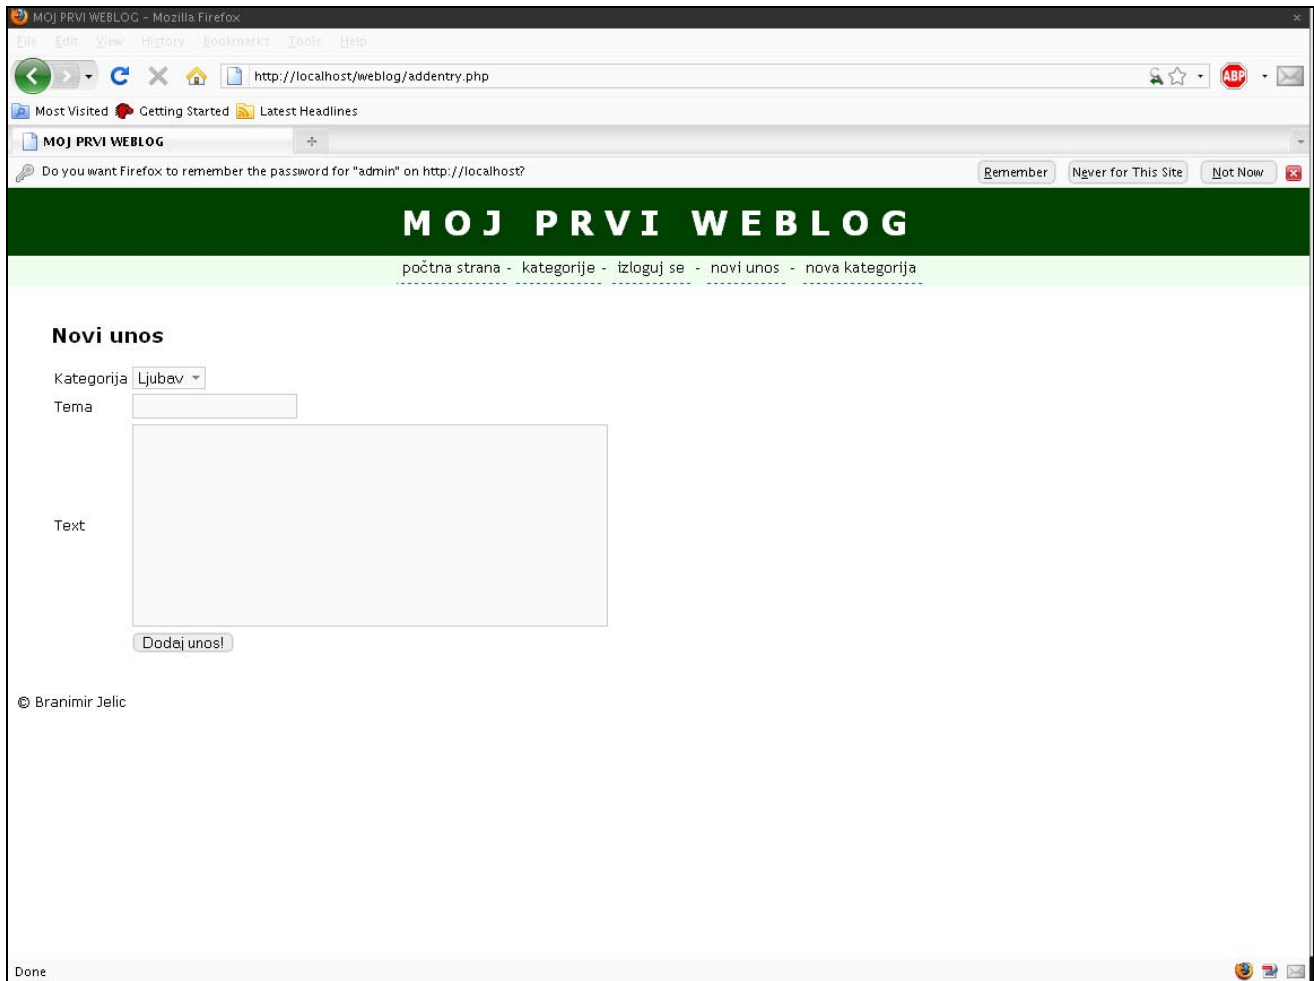 MOJ PRVI WEBLOG - Mozilla Firefox
File Edit View History Bookmarks Tools Help
http://localhost/weblog/addentry.php
ABP
Most Visited Getting Started Latest Headlines
MOJ PRVI WEBLOG
Do you want Firefox to remember the password for "admin" on http://localhost? Remember Never for This Site Not Now
MOJ PRVI WEBLOG
počtna strana - kategorije - izloguj se - novi unos - nova kategorija
Novi unos
Kategorija Ljubav
Tema
Text
Dodaj unos!
© Branimir Jelic
Done